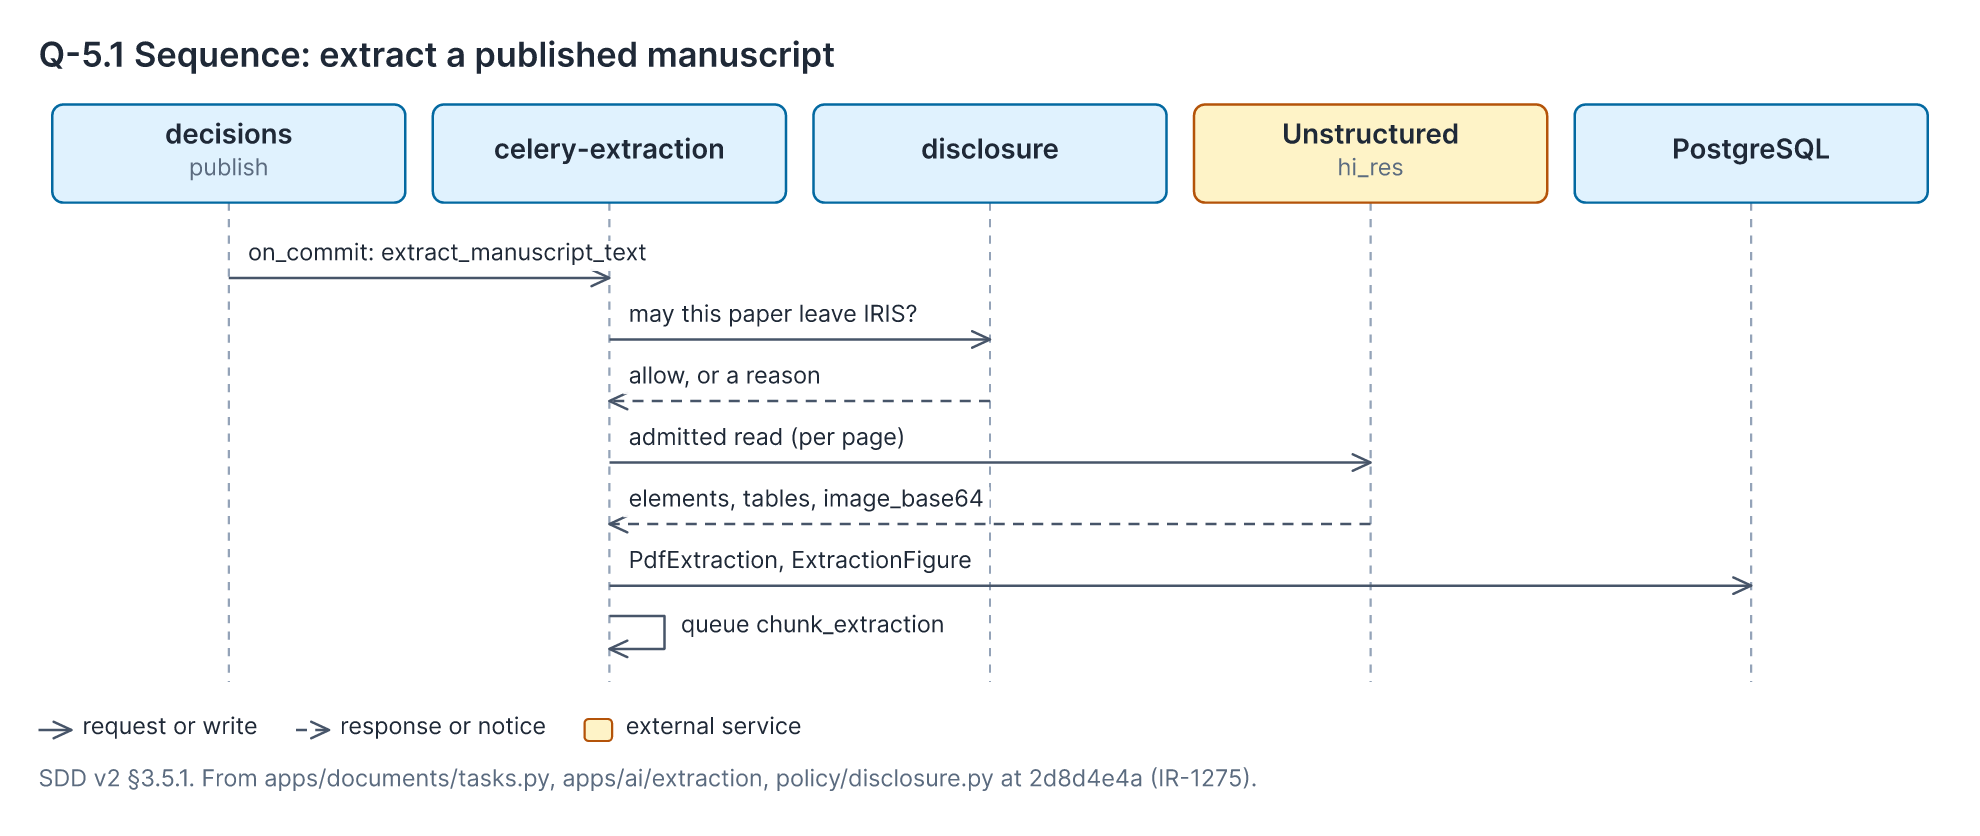 Q-5.1 Sequence: extract a published manuscript
decisions
publish
celery-extraction
disclosure
Unstructured
hi_res
PostgreSQL
on_commit: extract_manuscript_text
may this paper leave IRIS?
allow, or a reason
admitted read (per page)
elements, tables, image_base64
PdfExtraction, ExtractionFigure
queue chunk_extraction
request or write
response or notice
external service
SDD v2 §3.5.1. From apps/documents/tasks.py, apps/ai/extraction, policy/disclosure.py at 2d8d4e4a (IR-1275).